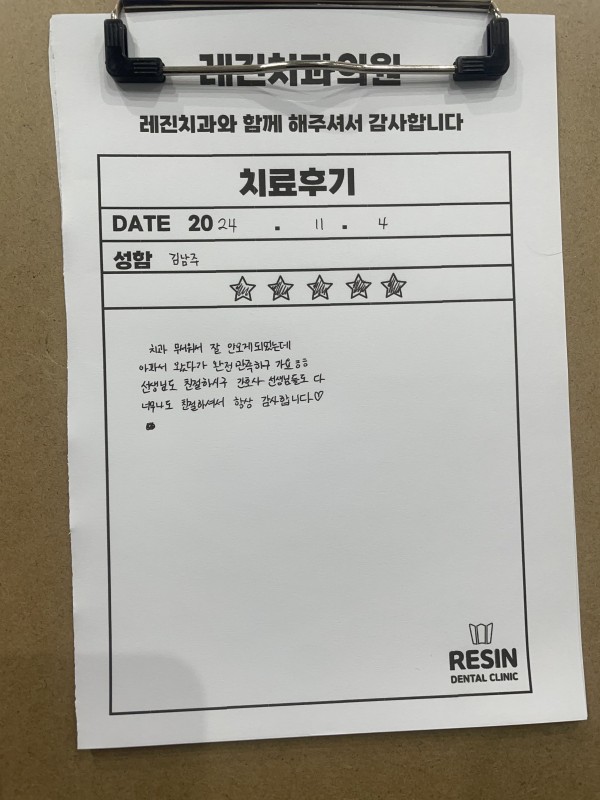 레진치과의원
레진치과와 함께 해주셔서 감사합니다
치료후기
DATE 2024 . 11 . 4
성함 김남주
치과 무서워서 잘 안오게되었는데
아파서 왔다가 완전만족하구 가요ㅎㅎ
선생님도 친절하시구 간호사 선생님들도 다
너무나도 친절하셔서 항상 감사합니다♡
RESIN
DENTAL CLINIC